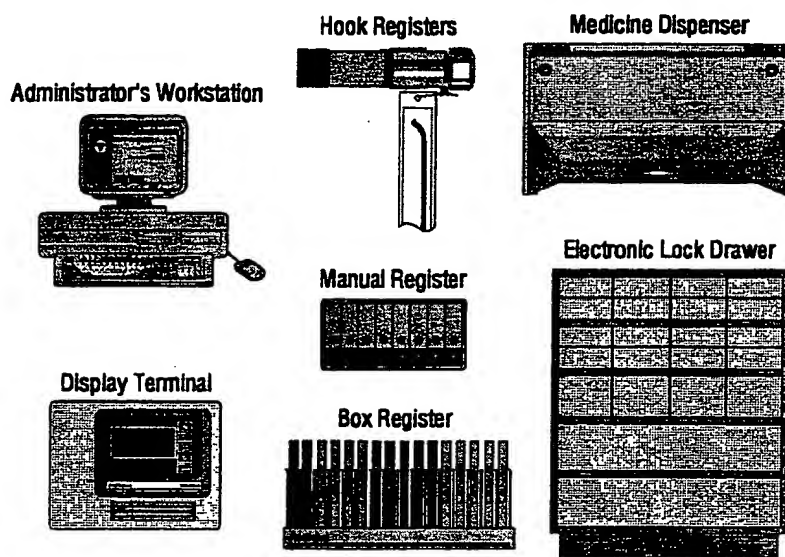 Hook Registers
Medicine Dispenser
Administrator's Workstation
Electronic Lock Drawer
Manual Register
Display Terminal
Box Register